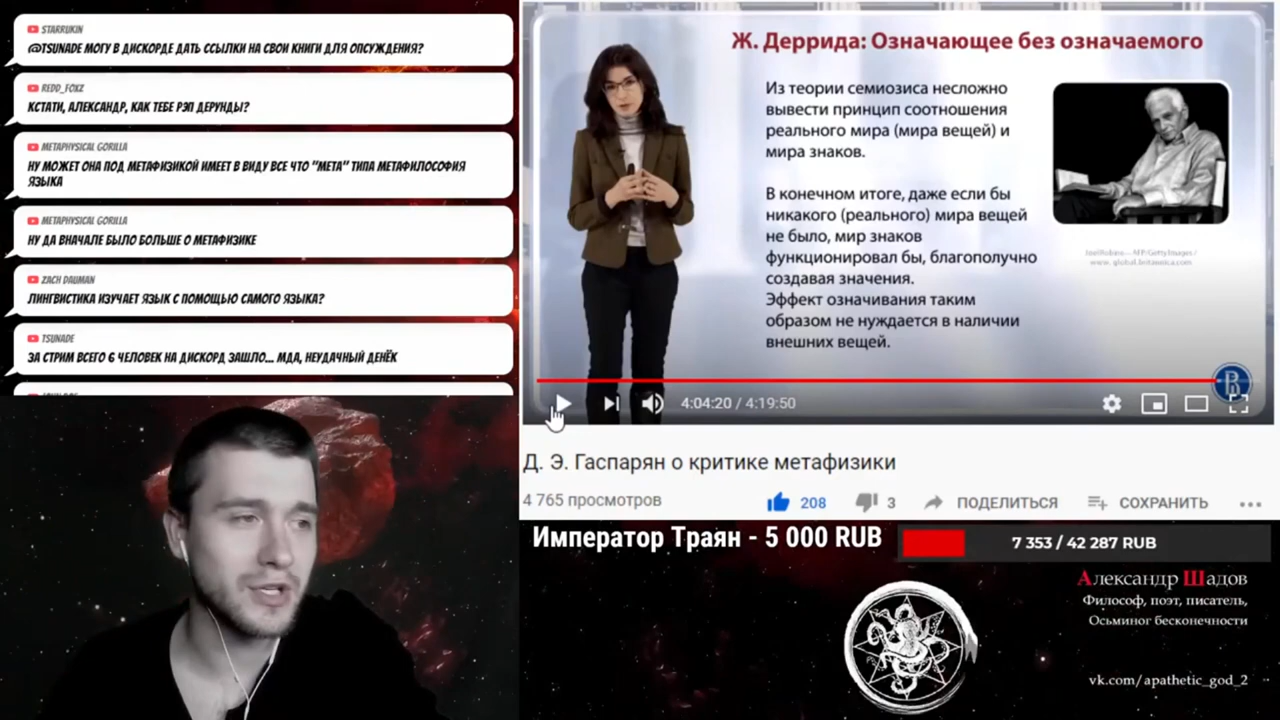 STARRUKIN
@TSUNADE МОГУ В ДИСКОРДЕ ДАТЬ ССЫЛКИ НА СВОИ КНИГИ ДЛЯ ОПСУЖДЕНИЯ?
REDD_FOXZ
КСТАТИ, АЛЕКСАНДР, КАК ТЕБЕ РЭП ДЕРУНДЫ?
METAPHYSICAL GORILLA
НУ МОЖЕТ ОНА ПОД МЕТАФИЗИКОЙ ИМЕЕТ В ВИДУ ВСЕ ЧТО "МЕТА" ТИПА МЕТАФИЛОСОФИЯ
ЯЗЫКА
METAPHYSICAL GORILLA
НУ ДА ВНАЧАЛЕ БЫЛО БОЛЬШЕ О МЕТАФИЗИКЕ
ZACH DAUMAN
ЛИНГВИСТИКА ИЗУЧАЕТ ЯЗЫК С ПОМОЩЬЮ САМОГО ЯЗЫКА?
TSUNADE
ЗА СТРИМ ВСЕГО 6 ЧЕЛОВЕК НА ДИСКОРД ЗАШЛО... МДА, НЕУДАЧНЫЙ ДЕНЁК
Ж. Деррида: Означающее без означаемого
Из теории семиозиса несложно
вывести принцип соотношения
реального мира (мира вещей) и
мира знаков.
В конечном итоге, даже если бы
никакого (реального) мира вещей
не было, мир знаков
функционировал бы, благополучно
создавая значения.
Эффект означивания таким
образом не нуждается в наличии
внешних вещей.
www. global.britannica.com
4:04:20 / 4:19:50
Д. Э. Гаспарян о критике метафизики
4 765 просмотров
208
3
ПОДЕЛИТЬСЯ
СОХРАНИТЬ
Император Траян - 5 000 RUB
7 353 / 42 287 RUB
Александр Шадов
Философ, поэт, писатель,
Осьминог бесконечности
vk.com/apathetic_god_2